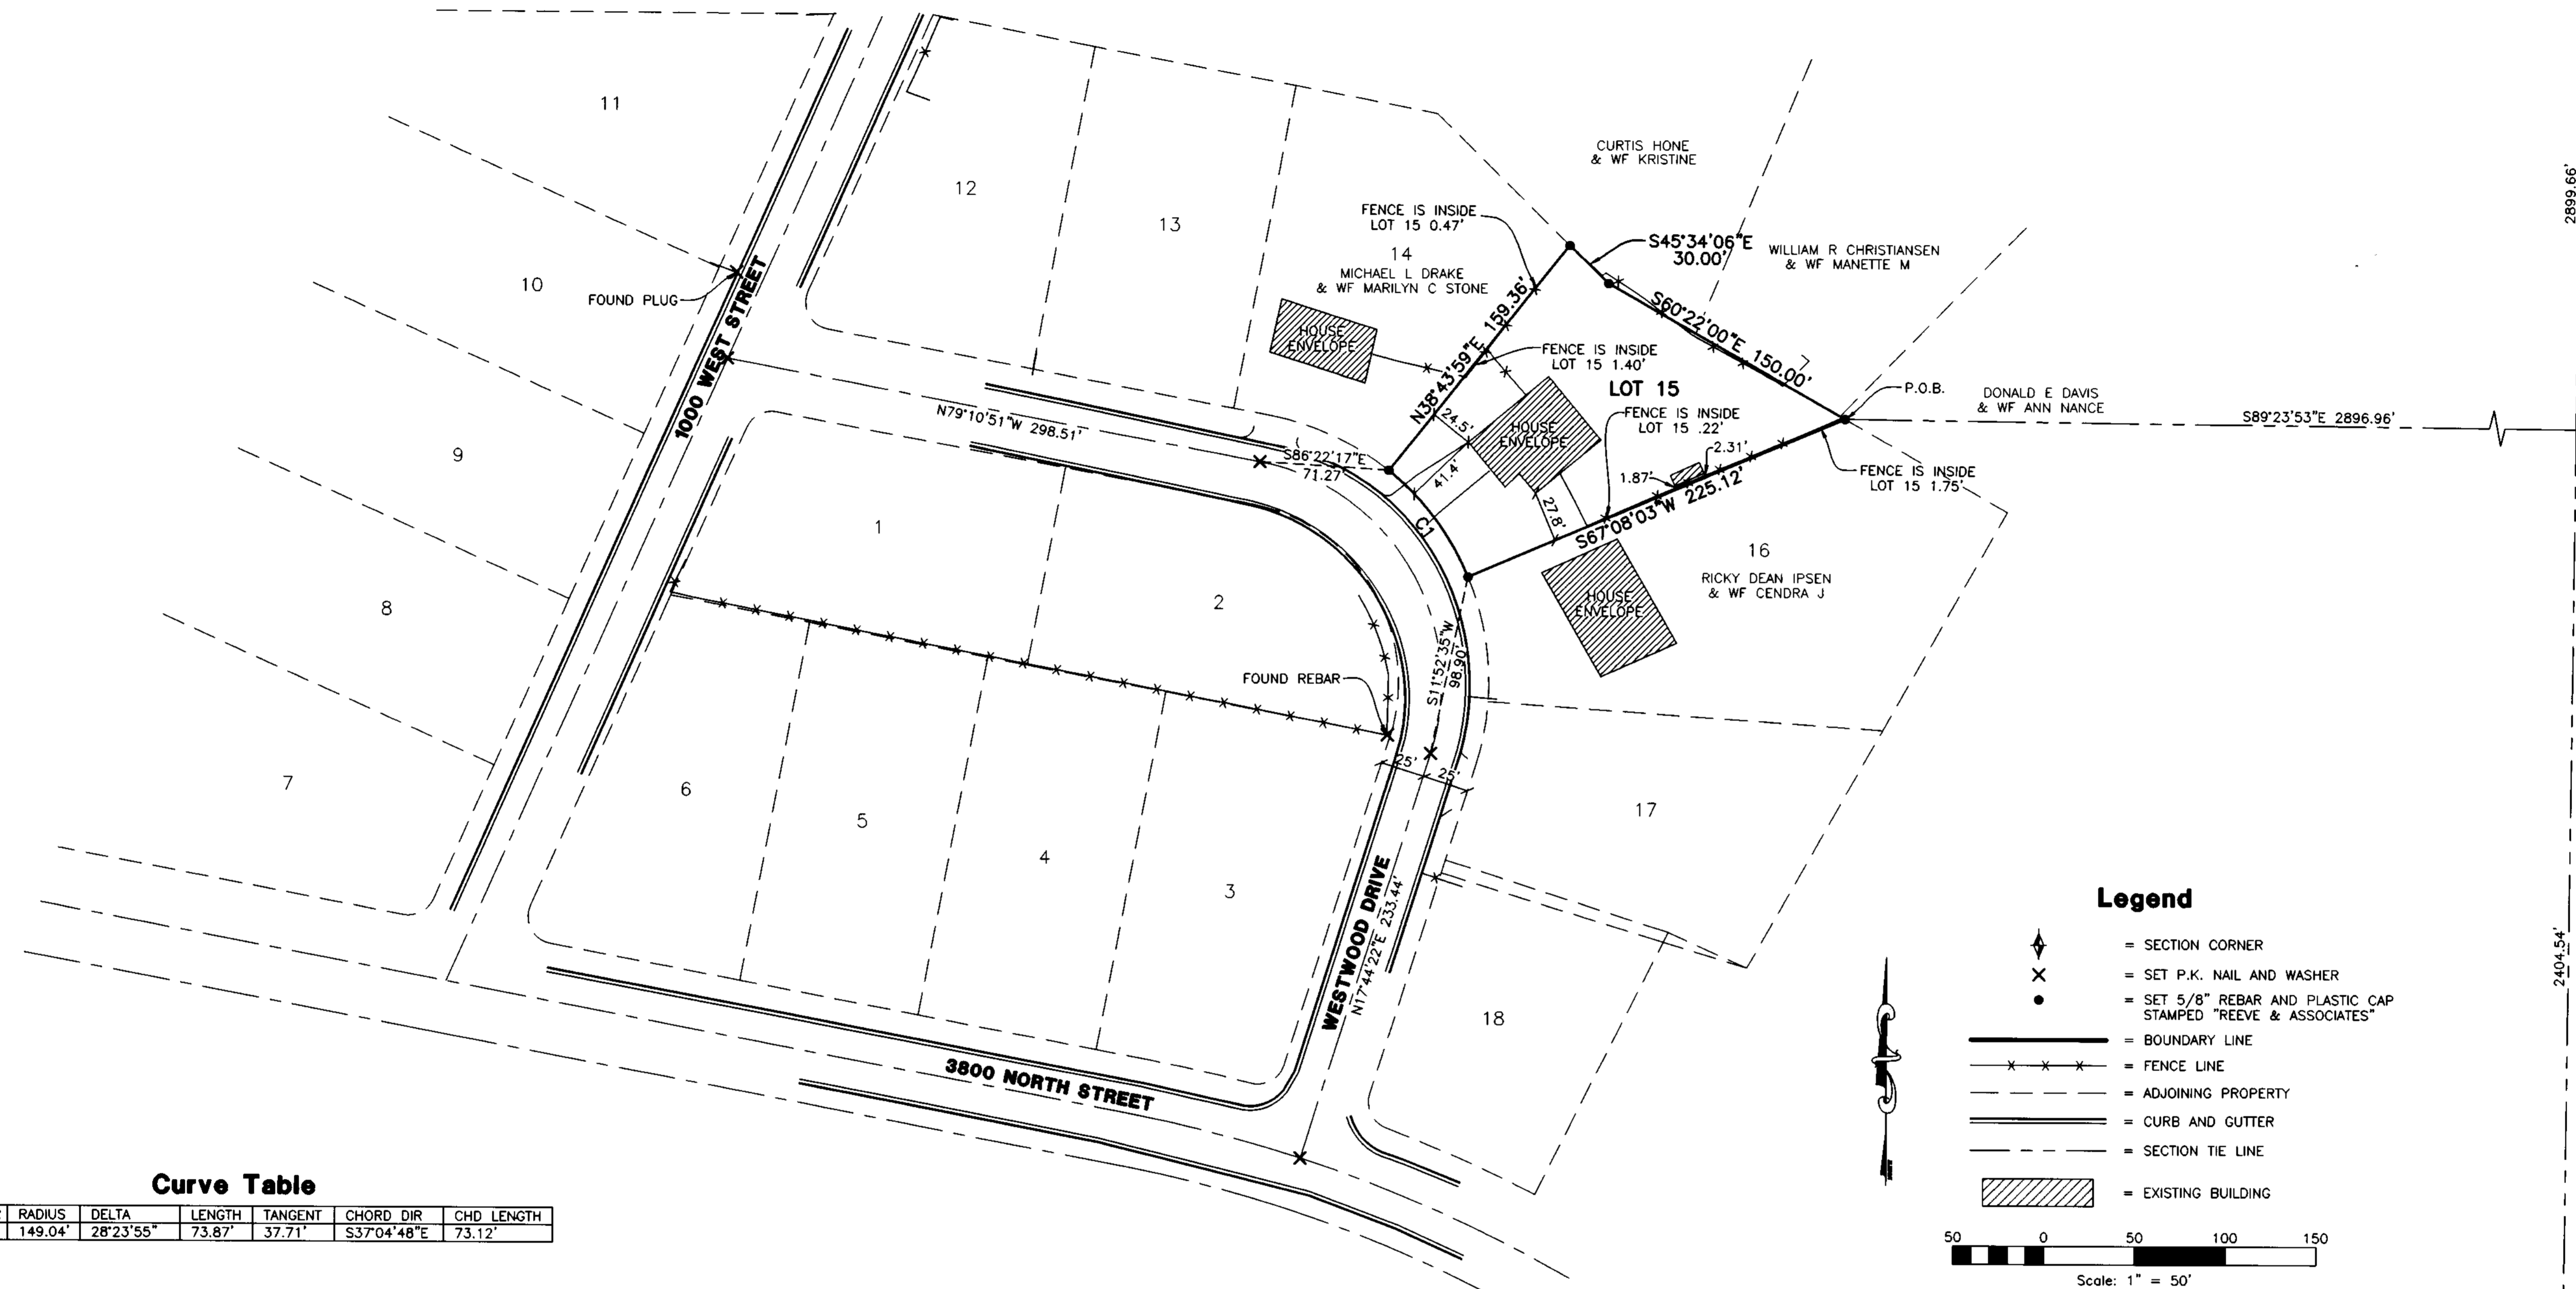 11
12
13
10
9
8
7
FOUND PLUG
1000 WEST STREET
CURTIS HONE
& WF KRISTINE
FENCE IS INSIDE
LOT 15 0.47'
14
MICHAEL L DRAKE
& WF MARILYN C STONE
HOUSE
ENVELOPE
S45°34'06"E
30.00'
WILLIAM R CHRISTIANSEN
& WF MANETTE M
N38°43'59"E 159.36'
S60°22'00"E 150.00'
FENCE IS INSIDE
LOT 15 1.40'
LOT 15
P.O.B.
DONALD E DAVIS
& WF ANN NANCE
S89°23'53"E 2896.96'
2899.66'
FENCE IS INSIDE
LOT 15 .22'
24.5'
HOUSE
ENVELOPE
41.4'
27.8'
2.31'
1.87'
S67°08'03"W 225.12'
FENCE IS INSIDE
LOT 15 1.75'
N79°10'51"W 298.51'
S86°22'17"E
71.27'
C1
1
2
16
RICKY DEAN IPSEN
& WF CENDRA J
HOUSE
ENVELOPE
S11°52'35"W
98.90'
FOUND REBAR
25'
25'
6
5
4
3
17
18
WESTWOOD DRIVE
N17°44'22"E 233.44'
3800 NORTH STREET
2404.54'
Legend
= SECTION CORNER
= SET P.K. NAIL AND WASHER
= SET 5/8" REBAR AND PLASTIC CAP
STAMPED "REEVE & ASSOCIATES"
= BOUNDARY LINE
= FENCE LINE
= ADJOINING PROPERTY
= CURB AND GUTTER
= SECTION TIE LINE
= EXISTING BUILDING
50 0 50 100 150
Scale: 1" = 50'
Curve Table
RADIUS DELTA LENGTH TANGENT CHORD DIR CHD LENGTH
149.04' 28°23'55" 73.87' 37.71' S37°04'48"E 73.12'